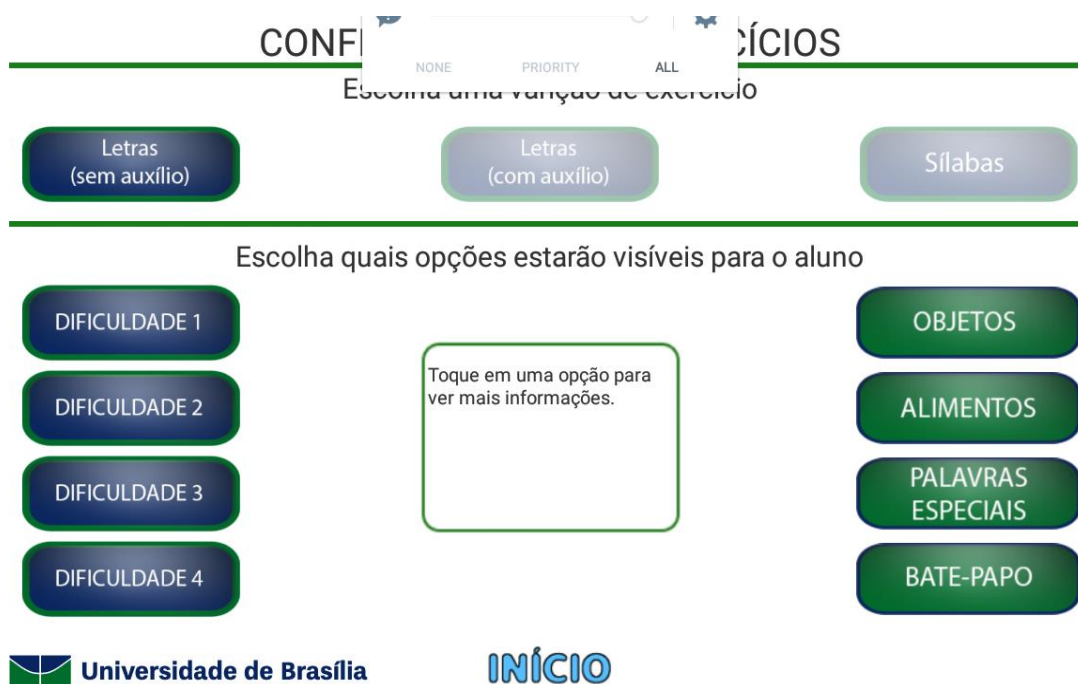 CONF CÍCIOS
NONE PRIORITY ALL
Escolha uma varição de exercício
Letras
(sem auxílio)
Letras
(com auxílio)
Sílabas
Escolha quais opções estarão visíveis para o aluno
DIFICULDADE 1
DIFICULDADE 2
DIFICULDADE 3
DIFICULDADE 4
Toque em uma opção para
ver mais informações.
OBJETOS
ALIMENTOS
PALAVRAS
ESPECIAIS
BATE-PAPO
Universidade de Brasília
INÍCIO